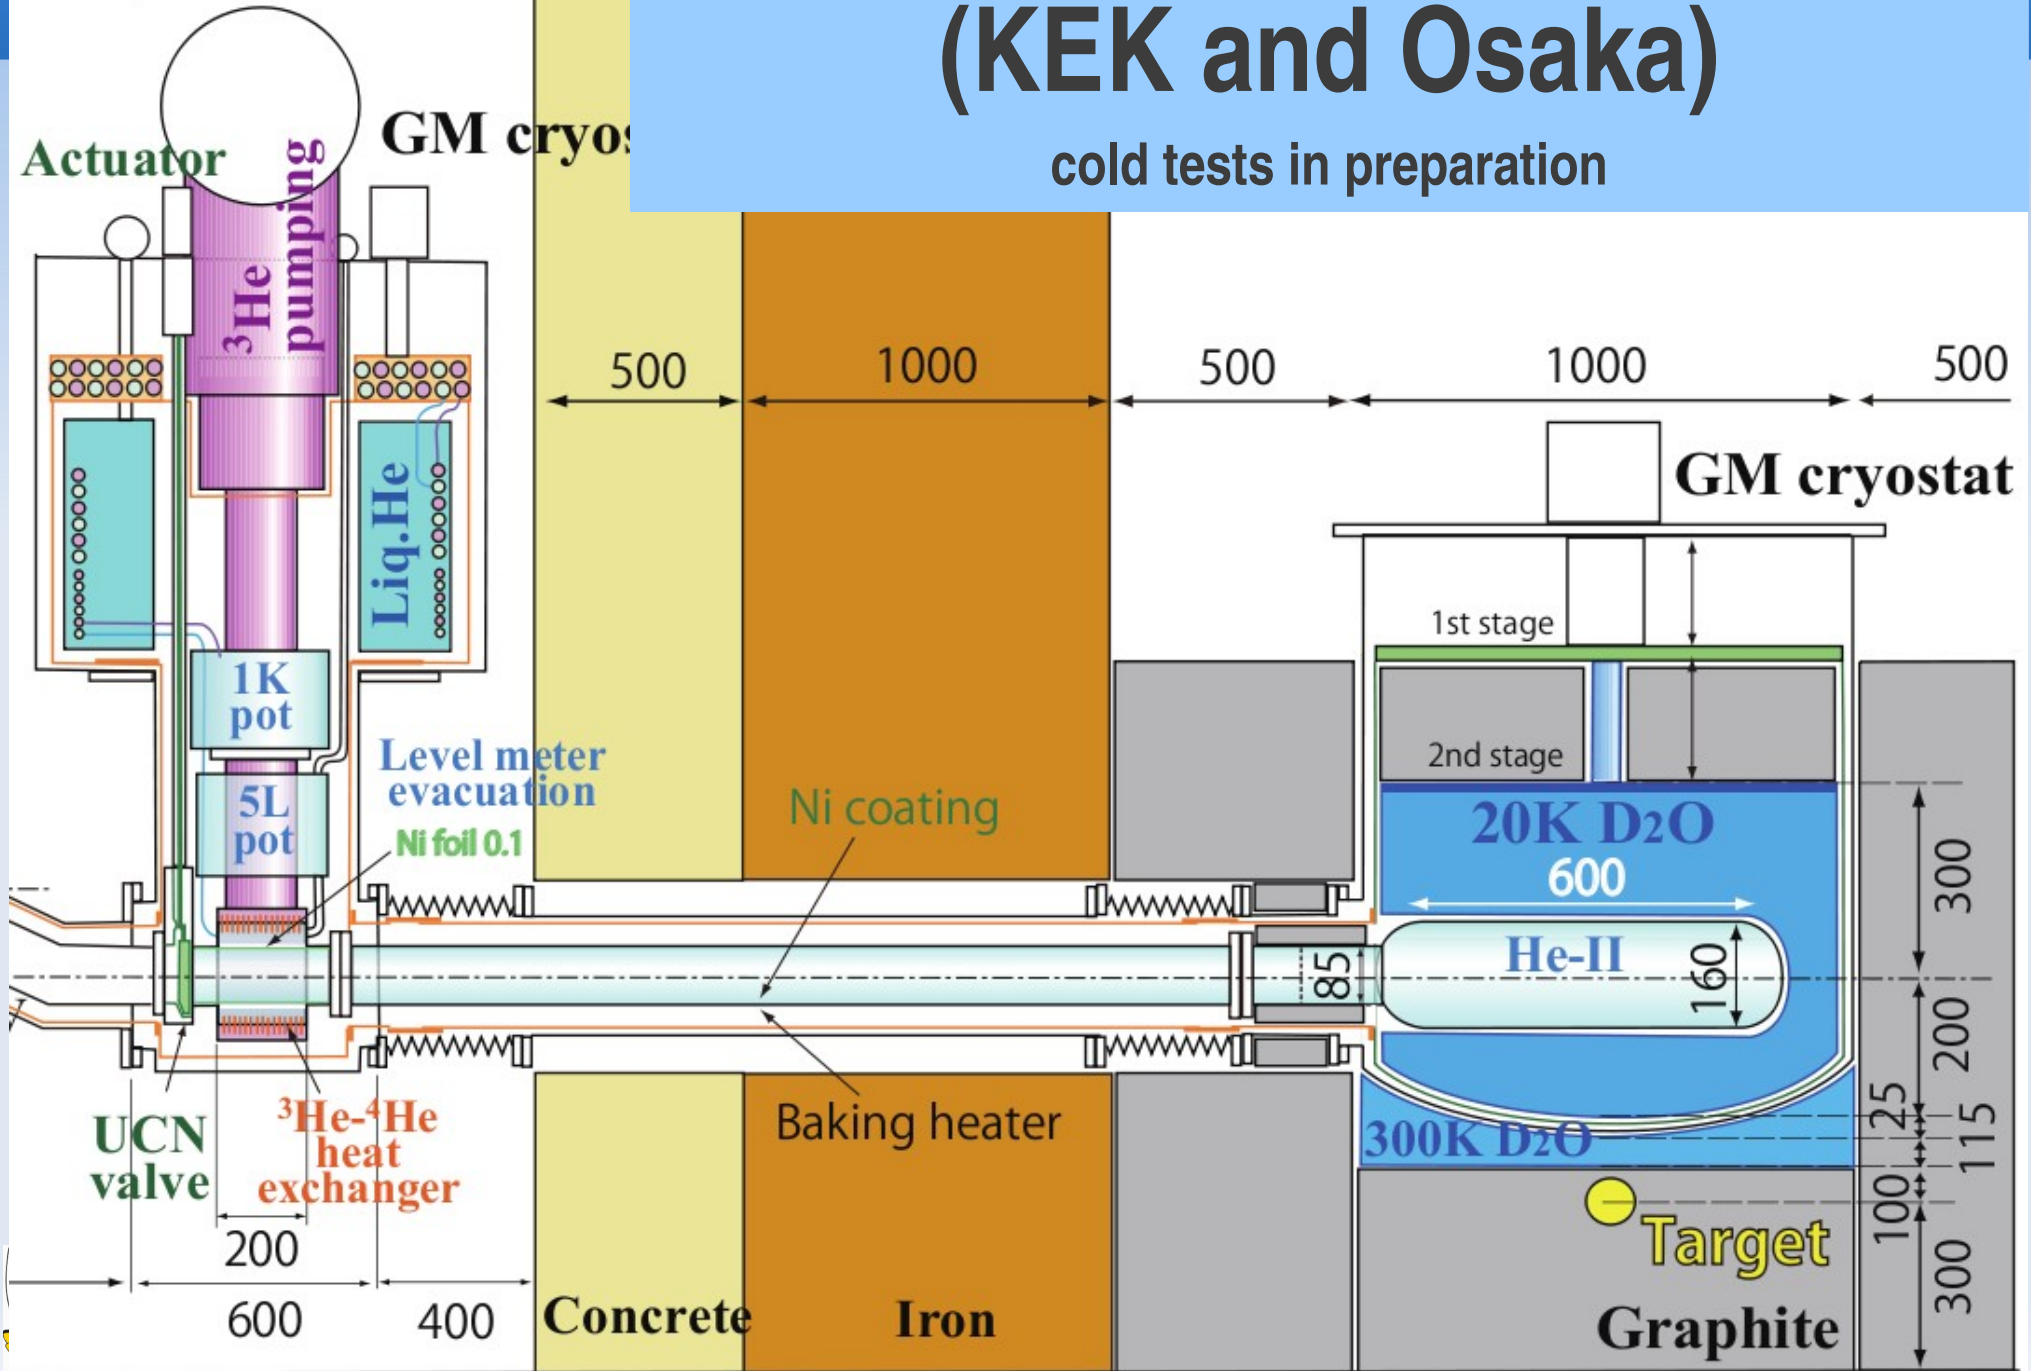 (KEK and Osaka)
cold tests in preparation
Actuator
GM cryos
³He
pumping
500
1000
500
1000
500
GM cryostat
Liq.He
1st stage
1K
pot
2nd stage
Level meter
evacuation
5L
pot
Ni foil 0.1
Ni coating
20K D2O
600
300
He-II
85
160
200
25
115
UCN
valve
³He-⁴He
heat
exchanger
Baking heater
300K D2O
100
Target
300
200
600
400
Concrete
Iron
Graphite